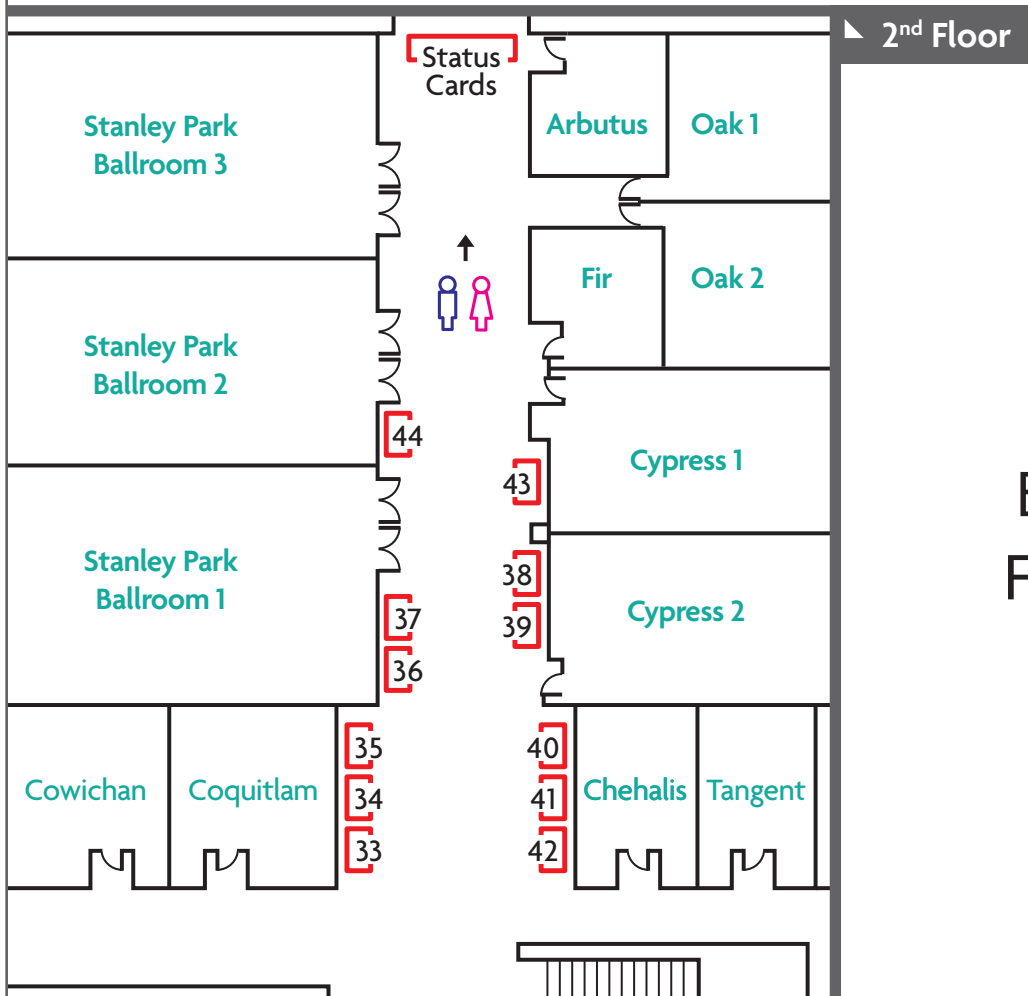 2nd Floor
Status
Cards
Stanley Park
Ballroom 3
Arbutus
Oak 1
Fir
Oak 2
Stanley Park
Ballroom 2
44
Cypress 1
43
Stanley Park
Ballroom 1
38
39
Cypress 2
37
36
35
40
Cowichan
Coquitlam
34
41
Chehalis
Tangent
33
42